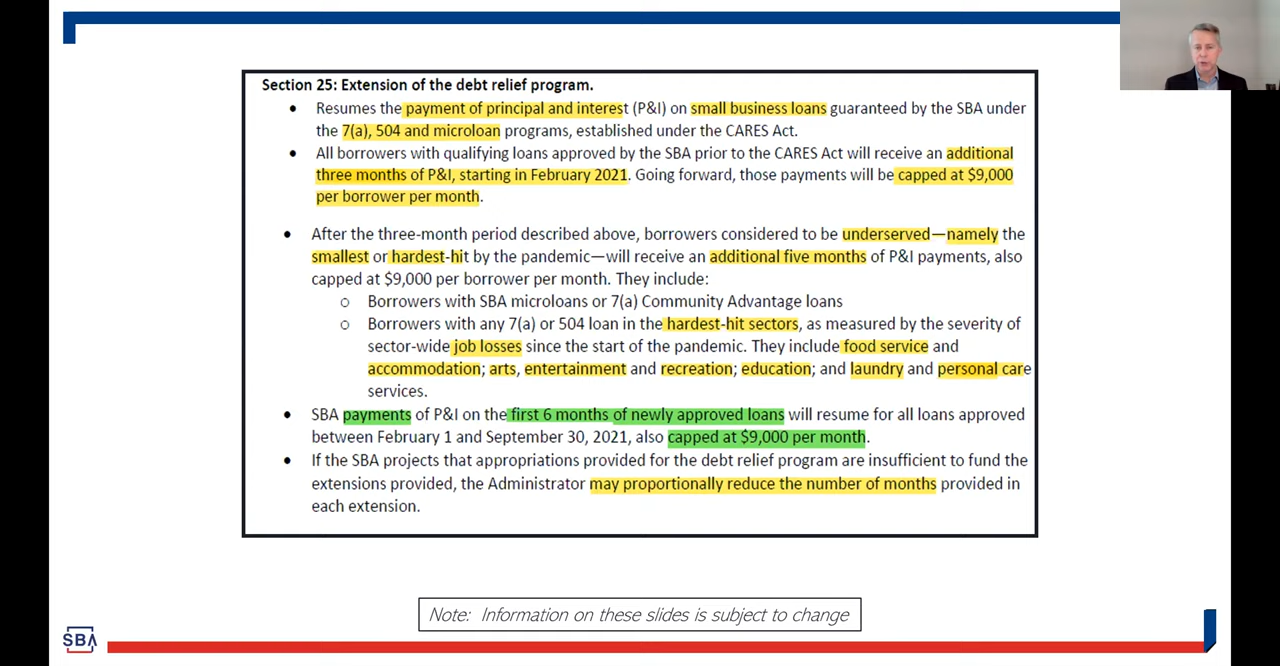 Section 25: Extension of the debt relief program.
• Resumes the payment of principal and interest (P&I) on small business loans guaranteed by the SBA under
the 7(a), 504 and microloan programs, established under the CARES Act.
• All borrowers with qualifying loans approved by the SBA prior to the CARES Act will receive an additional
three months of P&I, starting in February 2021. Going forward, those payments will be capped at $9,000
per borrower per month.
• After the three-month period described above, borrowers considered to be underserved—namely the
smallest or hardest-hit by the pandemic—will receive an additional five months of P&I payments, also
capped at $9,000 per borrower per month. They include:
o Borrowers with SBA microloans or 7(a) Community Advantage loans
o Borrowers with any 7(a) or 504 loan in the hardest-hit sectors, as measured by the severity of
sector-wide job losses since the start of the pandemic. They include food service and
accommodation; arts, entertainment and recreation; education; and laundry and personal care
services.
• SBA payments of P&I on the first 6 months of newly approved loans will resume for all loans approved
between February 1 and September 30, 2021, also capped at $9,000 per month.
• If the SBA projects that appropriations provided for the debt relief program are insufficient to fund the
extensions provided, the Administrator may proportionally reduce the number of months provided in
each extension.
Note: Information on these slides is subject to change
SBA